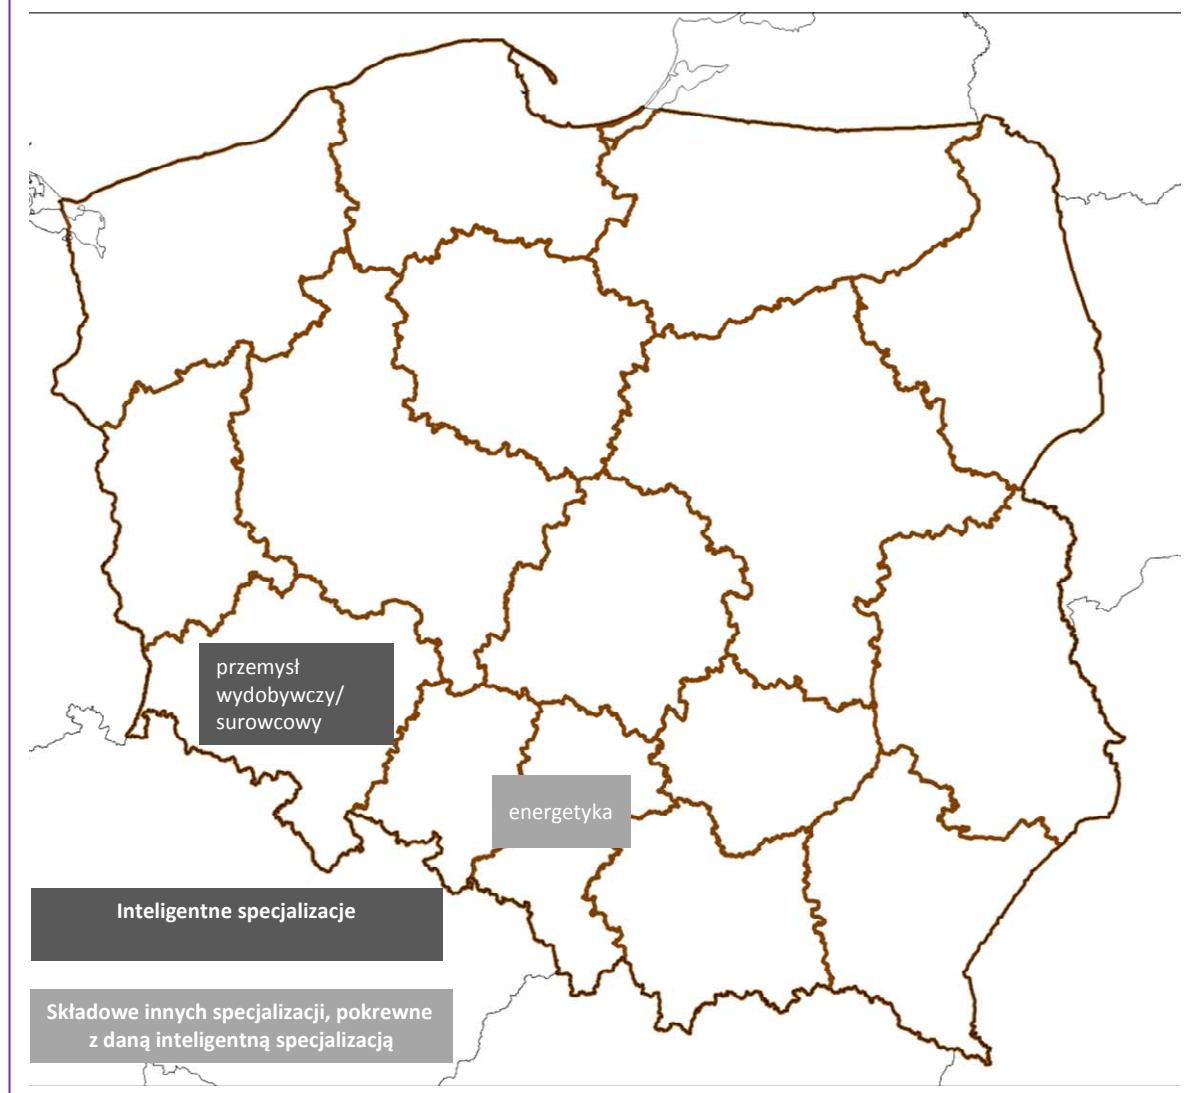 przemysł
wydobywczy/
surowcowy
energetyka
Inteligentne specjalizacje
Składowe innych specjalizacji, pokrewne
z daną inteligentną specjalizacją